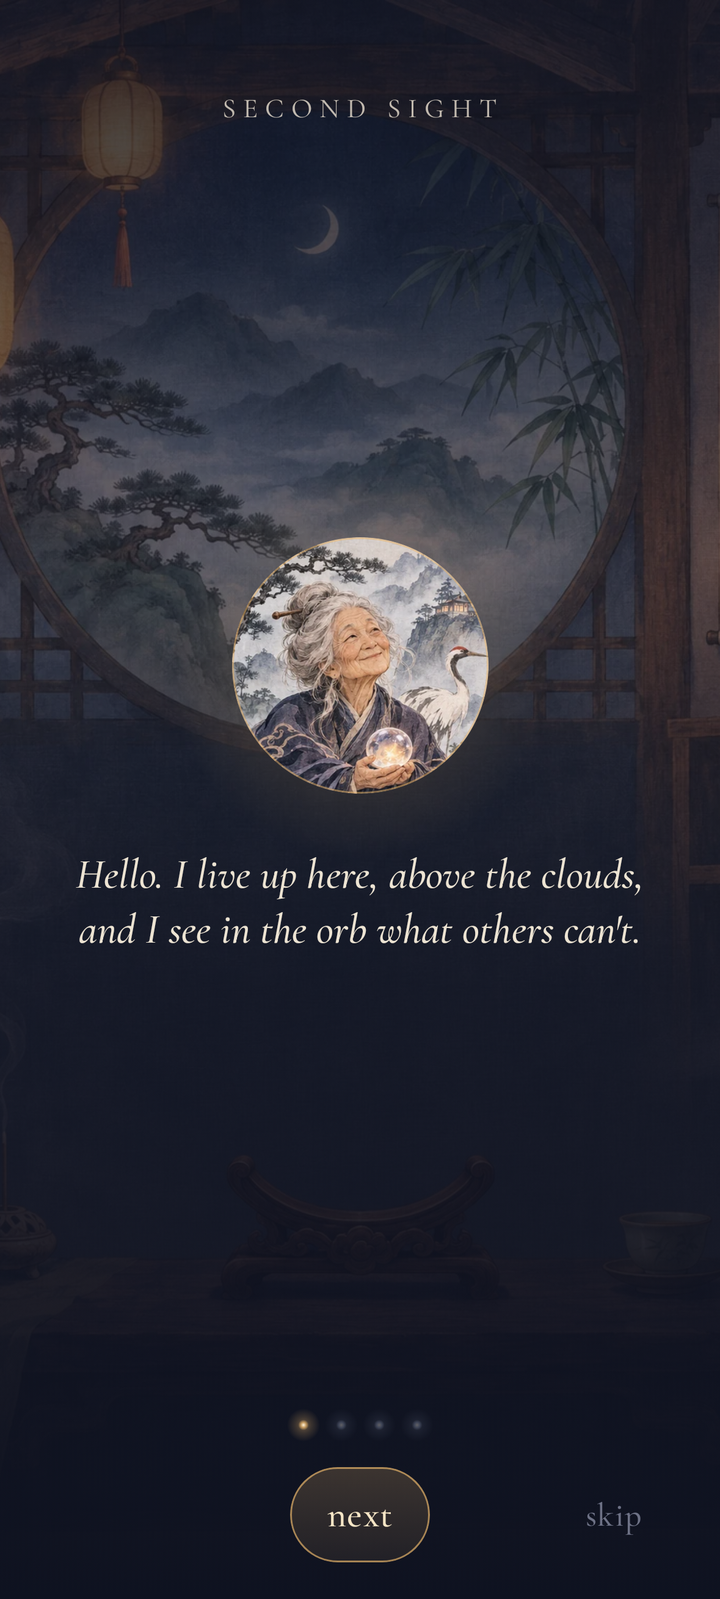 SECOND SIGHT
Hello. I live up here, above the clouds,
and I see in the orb what others can't.
next
skip